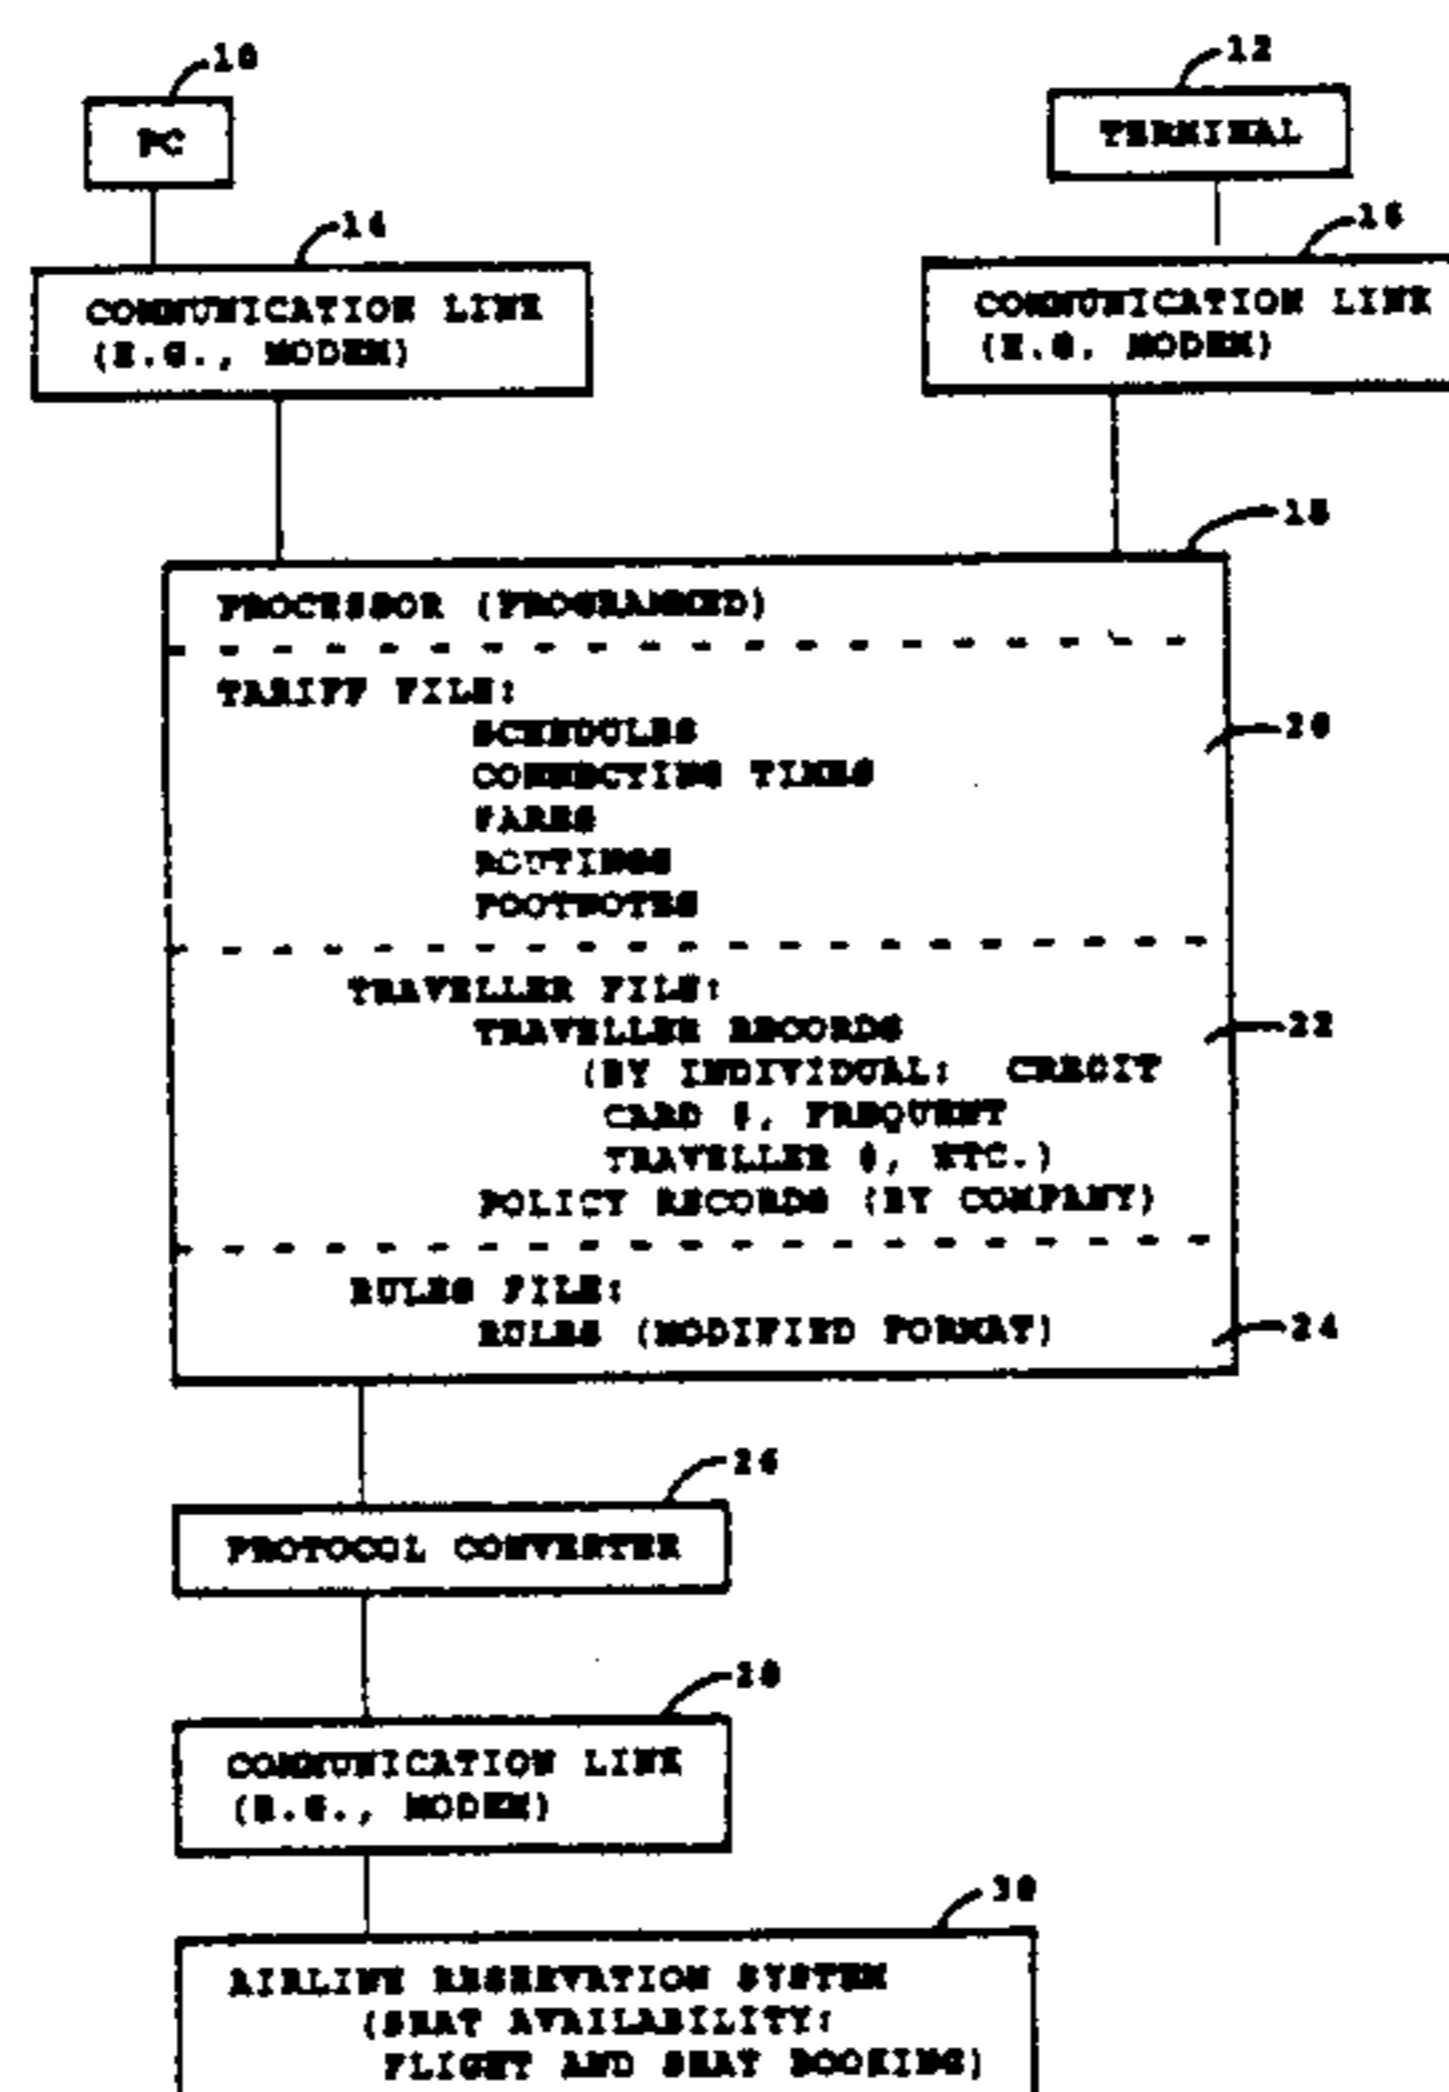 10
12
PC
TERMINAL
14
16
COMMUNICATION LINK
(E.G., MODEM)
COMMUNICATION LINK
(E.G. MODEM)
18
PROCESSOR (PROGRAMMED)
TARIFF FILE:
SCHEDULES
20
CONNECTING TIMES
FARES
ROUTINGS
FOOTNOTES
TRAVELLER FILE:
TRAVELLER RECORDS
22
(BY INDIVIDUAL: CREDIT
CARD #, FREQUENT
TRAVELLER #, ETC.)
POLICY RECORDS (BY COMPANY)
RULES FILE:
RULES (MODIFIED FORMAT)
24
26
PROTOCOL CONVERTER
28
COMMUNICATION LINK
(E.G., MODEM)
30
AIRLINE RESERVATION SYSTEM
(SEAT AVAILABILITY:
FLIGHT AND SEAT BOOKING)